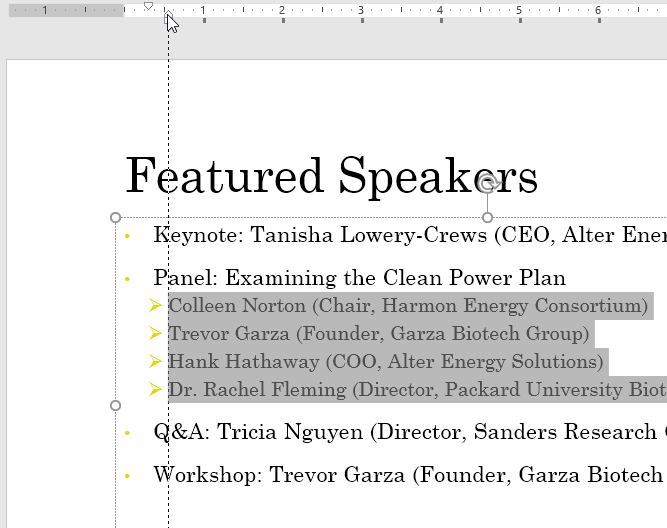 1 1 2 3 4 5 6
Featured Speakers
• Keynote: Tanisha Lowery-Crews (CEO, Alter Ener
• Panel: Examining the Clean Power Plan
➢ Colleen Norton (Chair, Harmon Energy Consortium)
➢ Trevor Garza (Founder, Garza Biotech Group)
➢ Hank Hathaway (COO, Alter Energy Solutions)
➢ Dr. Rachel Fleming (Director, Packard University Biot
• Q&A: Tricia Nguyen (Director, Sanders Research
• Workshop: Trevor Garza (Founder, Garza Biotech